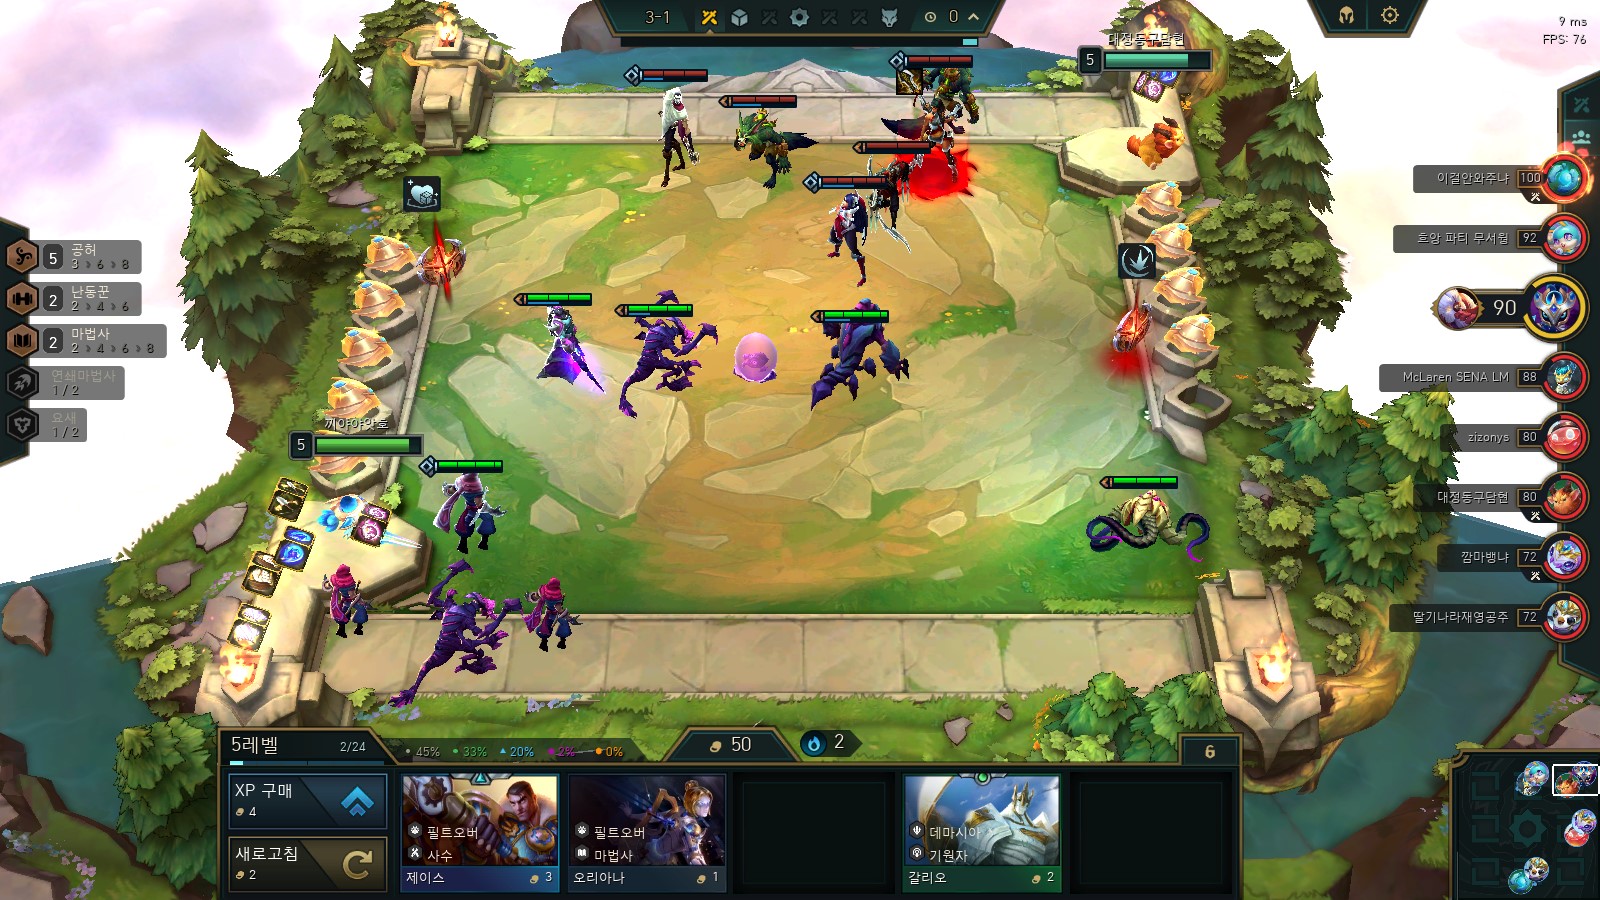 3-1
0
9 ms
FPS: 76
대정동구담현
5
이절안와주냐
100
흐앙 파티 무서웡
92
90
McLaren SENA LM
88
zizonys
80
대정동구담현
80
깜마뱅냐
72
딸기나라재영공주
72
5
공허
3 › 6 › 8
2
난동꾼
2 › 4 › 6
2
마법사
2 › 4 › 6 › 8
연쇄마법사
1 / 2
요새
1 / 2
끼야야앗호
5
5레벨
2/24
45%
33%
20%
2%
0%
50
2
6
XP 구매
4
새로고침
2
필트오버
사수
제이스
3
필트오버
마법사
오리아나
1
데마시아
기원자
갈리오
2